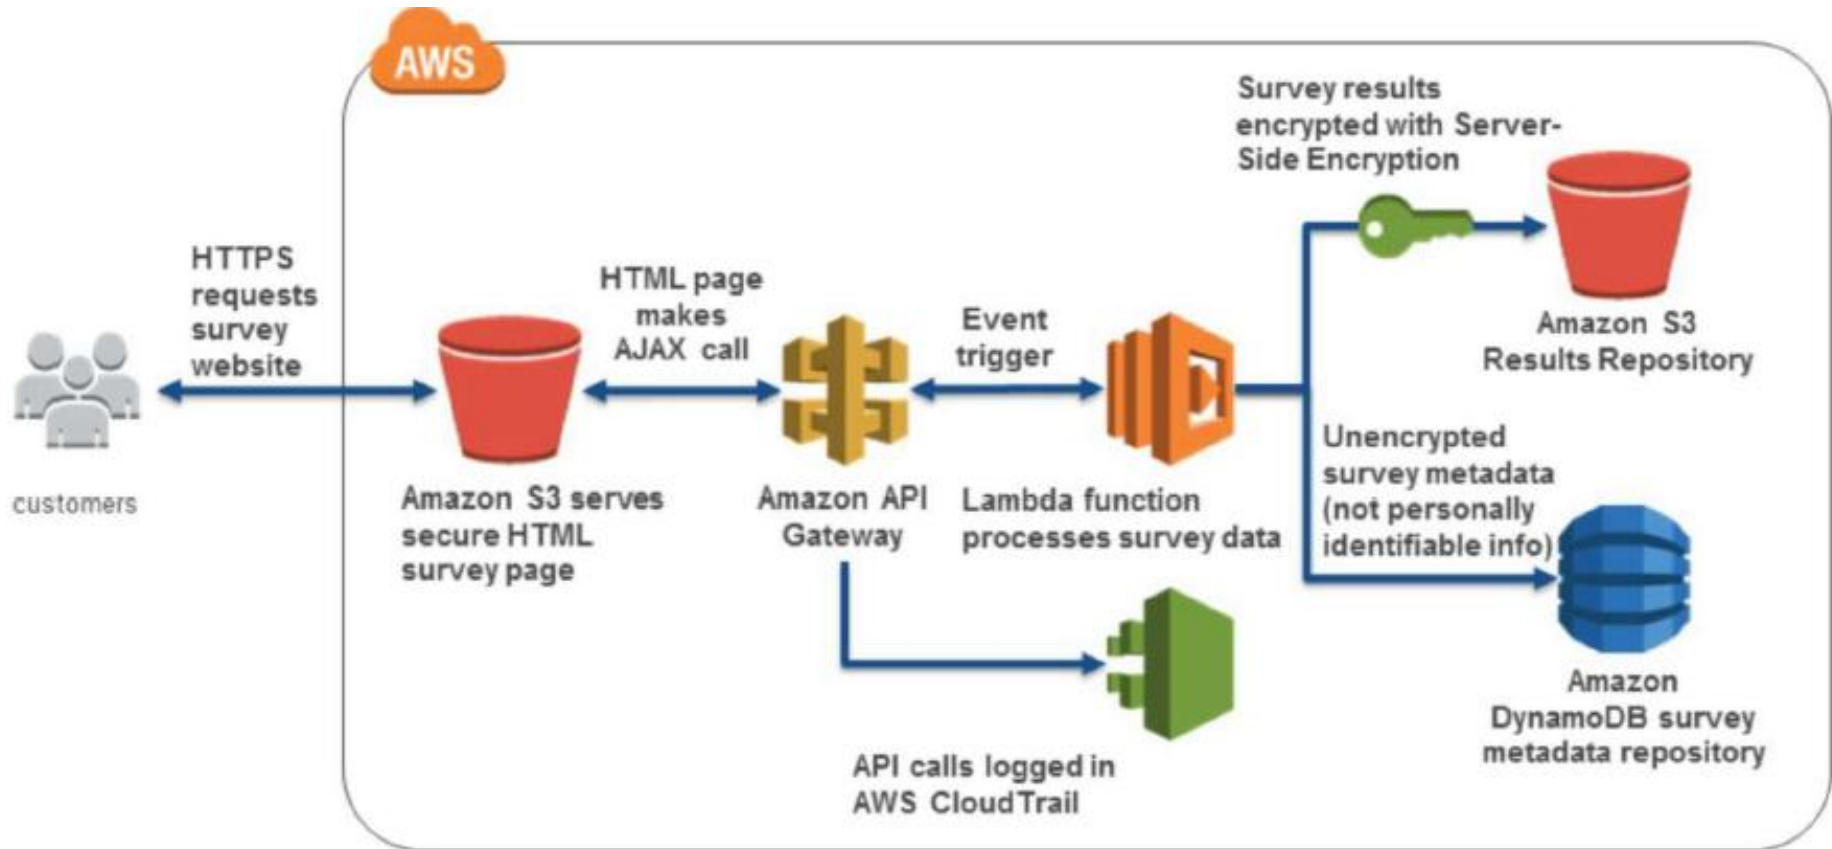 AWS
Survey results
encrypted with Server-
Side Encryption
HTTPS
requests
survey
website
HTML page
makes
AJAX call
Event
trigger
Amazon S3
Results Repository
Unencrypted
survey metadata
(not personally
identifiable info)
customers
Amazon S3 serves
secure HTML
survey page
Amazon API
Gateway
Lambda function
processes survey data
Amazon
DynamoDB survey
metadata repository
API calls logged in
AWS CloudTrail